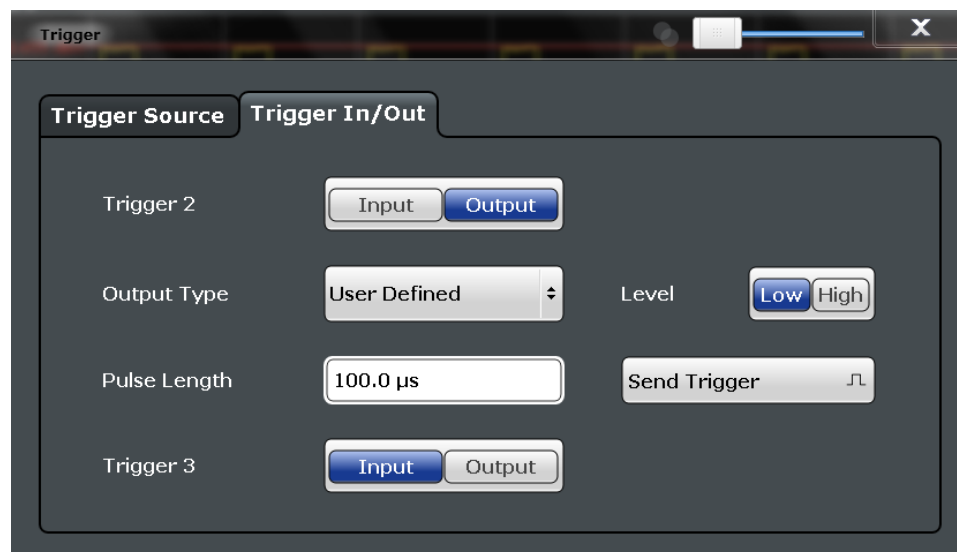 Trigger
X
Trigger Source
Trigger In/Out
Trigger 2
Input
Output
Output Type
User Defined
Level
Low
High
Pulse Length
100.0 µs
Send Trigger
Trigger 3
Input
Output